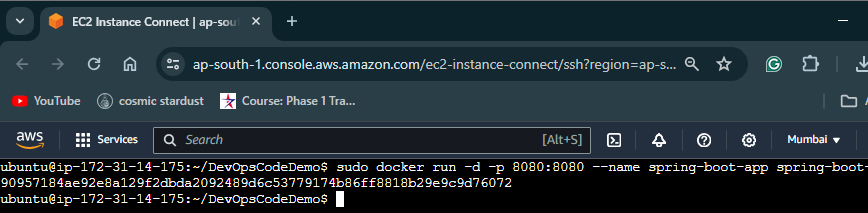 EC2 Instance Connect | ap-sou
ap-south-1.console.aws.amazon.com/ec2-instance-connect/ssh?region=ap-s...
YouTube cosmic stardust Course: Phase 1 Tra... A
aws Services Search [Alt+S] Mumbai
ubuntu@ip-172-31-14-175:~/DevOpsCodeDemo$ sudo docker run -d -p 8080:8080 --name spring-boot-app spring-boot-
90957184ae92e8a129f2dbda2092489d6c53779174b86ff8818b29e9c9d76072
ubuntu@ip-172-31-14-175:~/DevOpsCodeDemo$